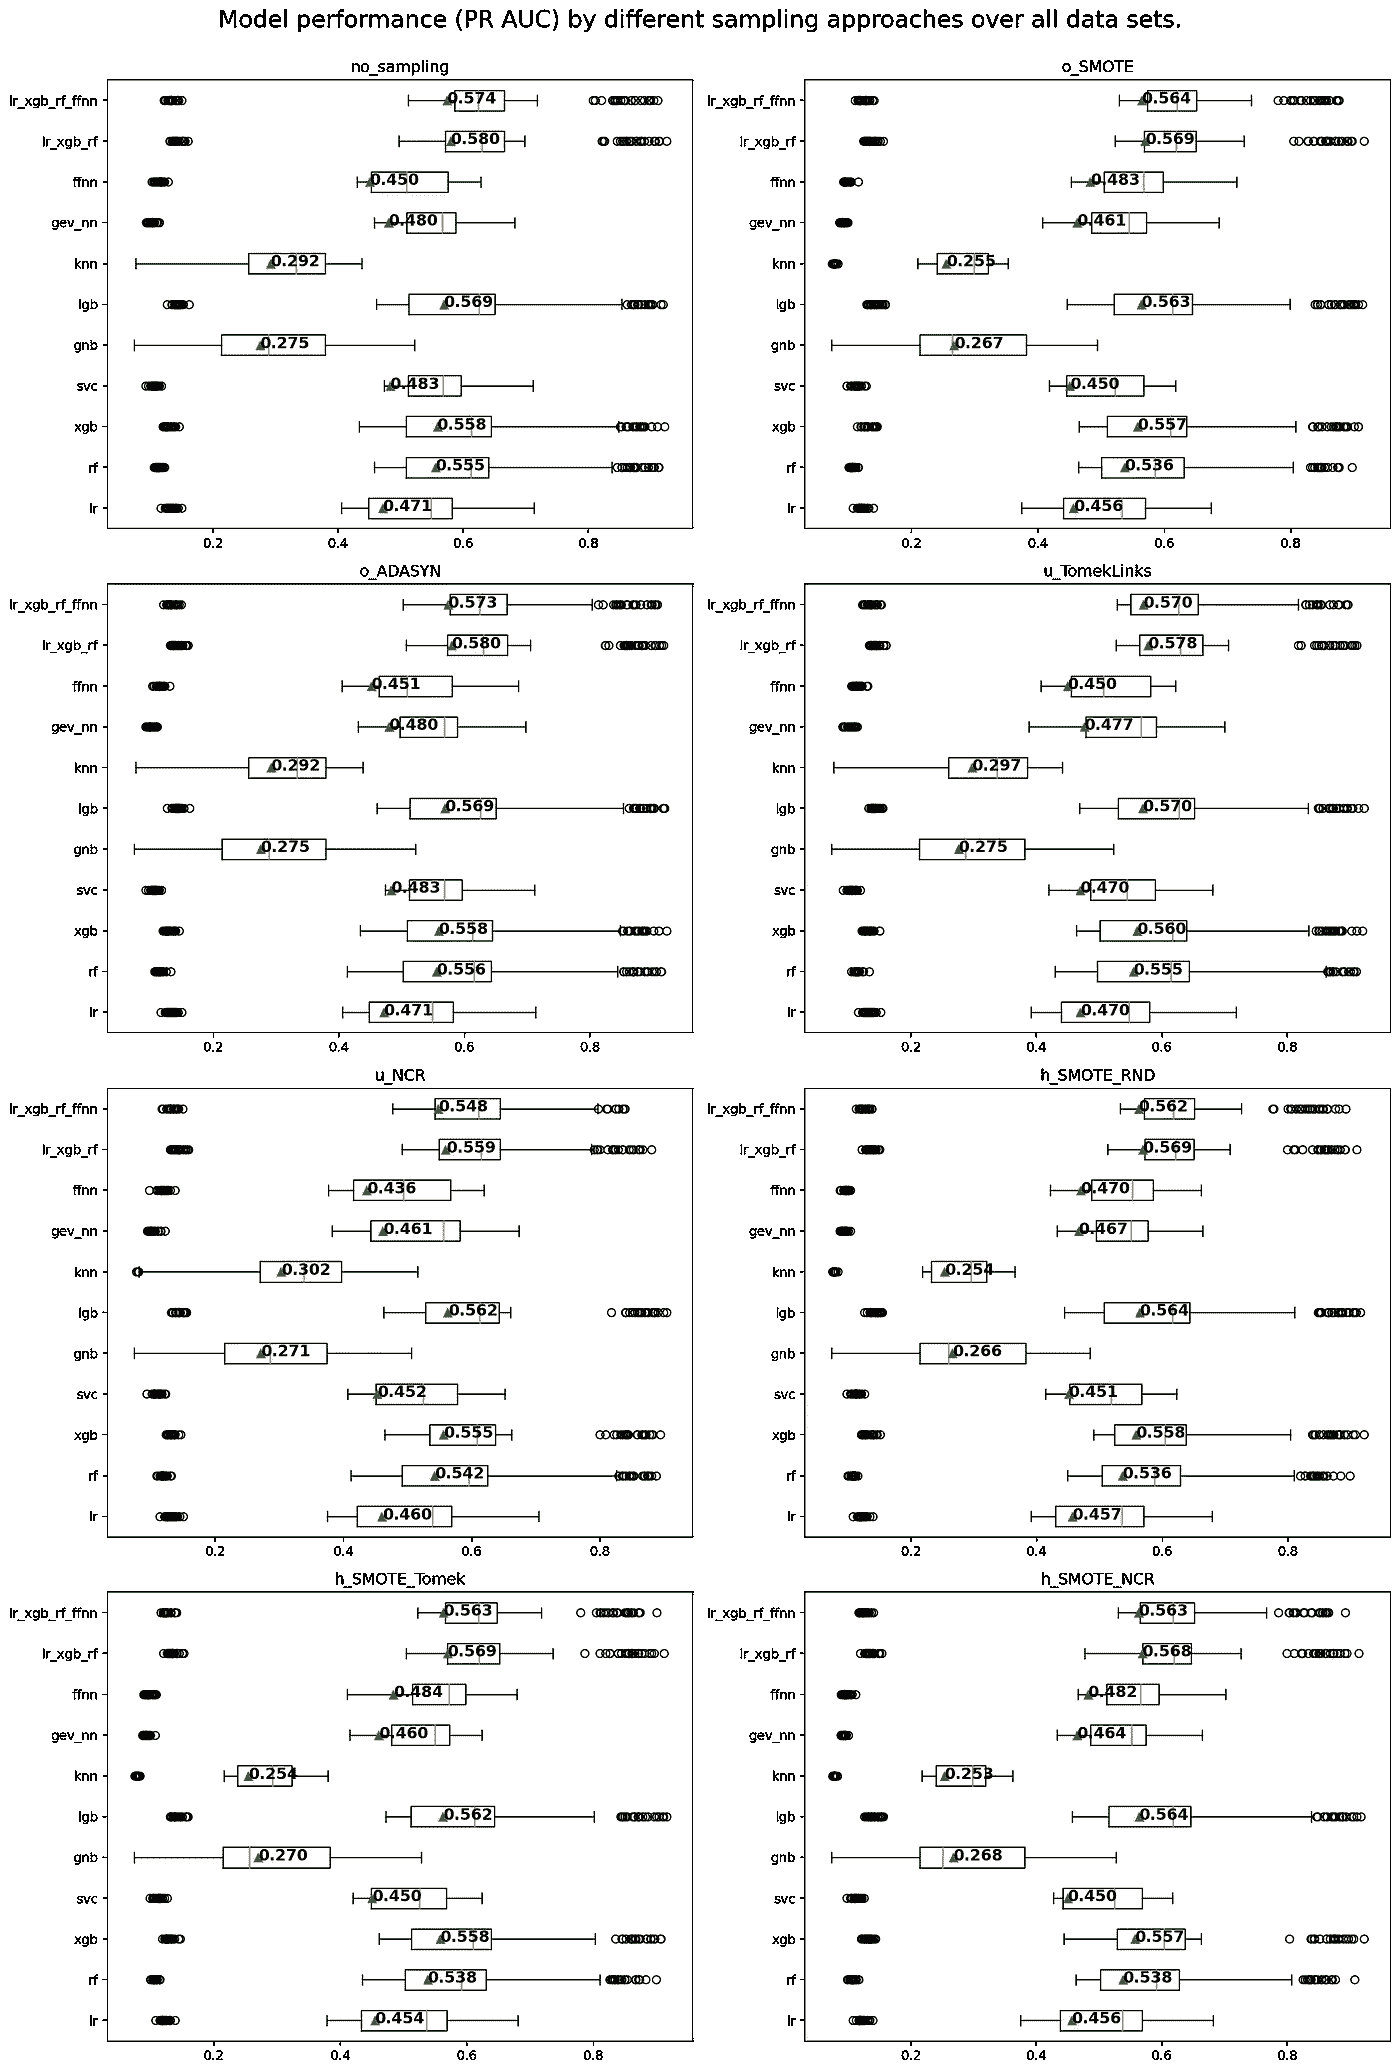 Model performance (PR AUC) by different sampling approaches over all data sets.
no_sampling
lr_xgb_rf_ffnn 0.574
lr_xgb_rf 0.580
ffnn 0.450
gev_nn 0.480
knn 0.292
lgb 0.569
gnb 0.275
svc 0.483
xgb 0.558
rf 0.555
lr 0.471
0.2 0.4 0.6 0.8
o_SMOTE
lr_xgb_rf_ffnn 0.564
lr_xgb_rf 0.569
ffnn 0.483
gev_nn 0.461
knn 0.255
lgb 0.563
gnb 0.267
svc 0.450
xgb 0.557
rf 0.536
lr 0.456
0.2 0.4 0.6 0.8
o_ADASYN
lr_xgb_rf_ffnn 0.573
lr_xgb_rf 0.580
ffnn 0.451
gev_nn 0.480
knn 0.292
lgb 0.569
gnb 0.275
svc 0.483
xgb 0.558
rf 0.556
lr 0.471
0.2 0.4 0.6 0.8
u_TomekLinks
lr_xgb_rf_ffnn 0.570
lr_xgb_rf 0.578
ffnn 0.450
gev_nn 0.477
knn 0.297
lgb 0.570
gnb 0.275
svc 0.470
xgb 0.560
rf 0.555
lr 0.470
0.2 0.4 0.6 0.8
u_NCR
lr_xgb_rf_ffnn 0.548
lr_xgb_rf 0.559
ffnn 0.436
gev_nn 0.461
knn 0.302
lgb 0.562
gnb 0.271
svc 0.452
xgb 0.555
rf 0.542
lr 0.460
0.2 0.4 0.6 0.8
h_SMOTE_RND
lr_xgb_rf_ffnn 0.562
lr_xgb_rf 0.569
ffnn 0.470
gev_nn 0.467
knn 0.254
lgb 0.564
gnb 0.266
svc 0.451
xgb 0.558
rf 0.536
lr 0.457
0.2 0.4 0.6 0.8
h_SMOTE_Tomek
lr_xgb_rf_ffnn 0.563
lr_xgb_rf 0.569
ffnn 0.484
gev_nn 0.460
knn 0.254
lgb 0.562
gnb 0.270
svc 0.450
xgb 0.558
rf 0.538
lr 0.454
0.2 0.4 0.6 0.8
h_SMOTE_NCR
lr_xgb_rf_ffnn 0.563
lr_xgb_rf 0.568
ffnn 0.482
gev_nn 0.464
knn 0.253
lgb 0.564
gnb 0.268
svc 0.450
xgb 0.557
rf 0.538
lr 0.456
0.2 0.4 0.6 0.8